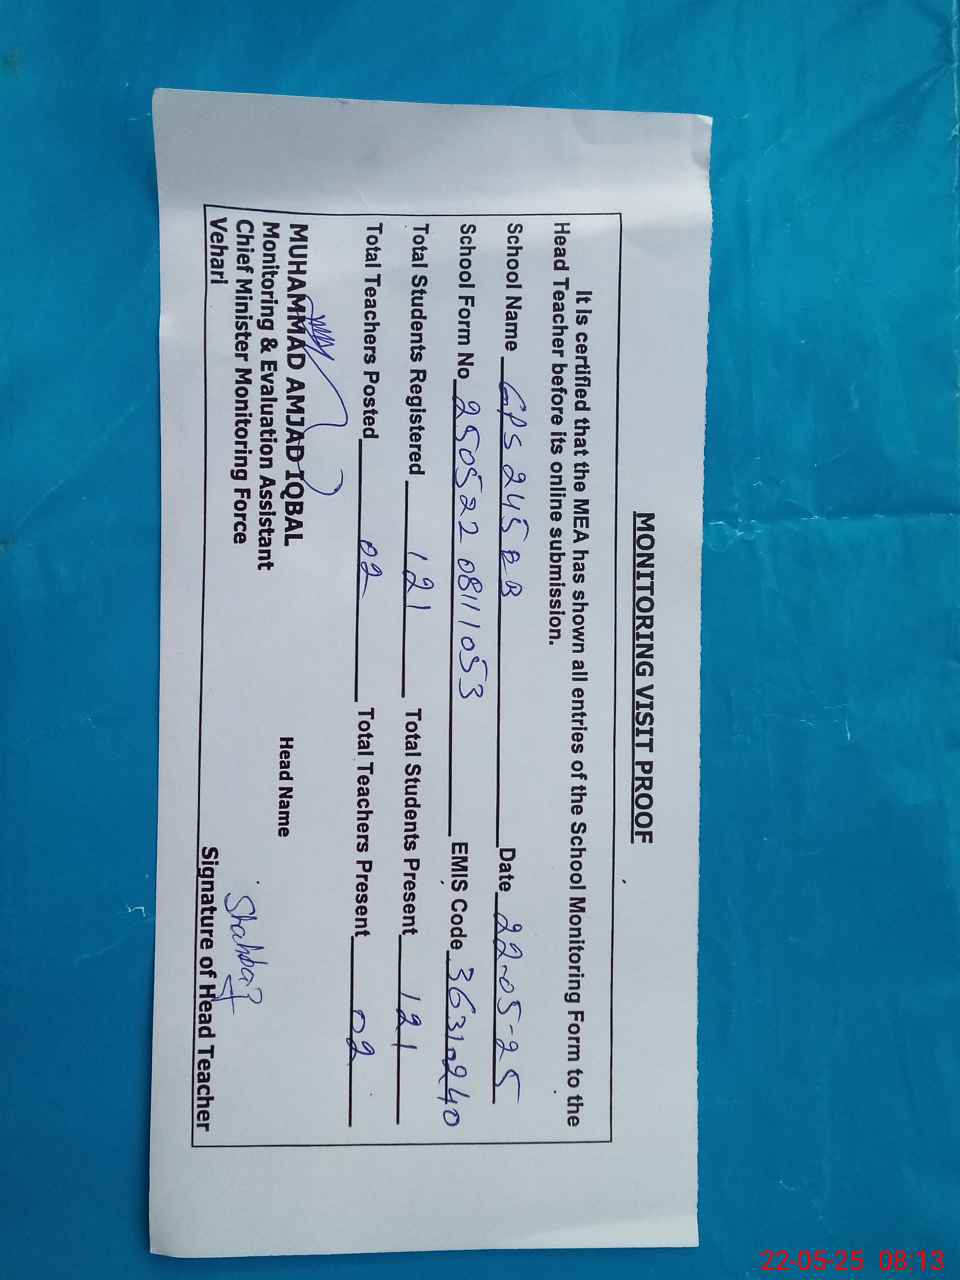 MONITORING VISIT PROOF
It is certified that the MEA has shown all entries of the School Monitoring Form to the
Head Teacher before its online submission.
School Name GPS 245 EB Date 22-05-25
School Form No 250522 0811053 EMIS Code 36310240
Total Students Registered 121 Total Students Present 121
Total Teachers Posted 02 Total Teachers Present 02
MUHAMMAD AMJAD IQBAL
Monitoring & Evaluation Assistant
Chief Minister Monitoring Force
Vehari
Head Name
Shahbaz
Signature of Head Teacher
22-05-25 08:13